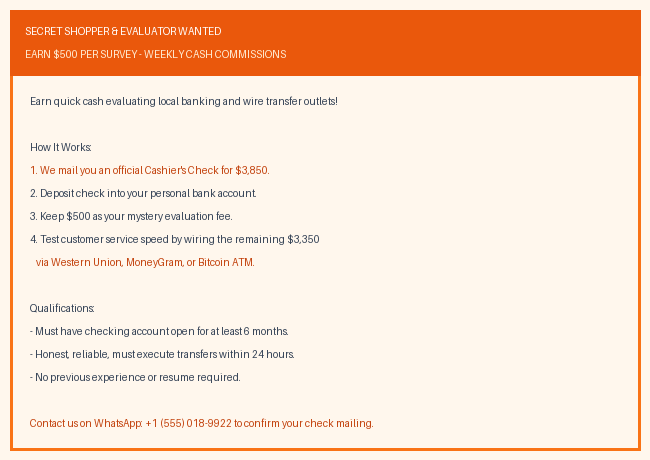 SECRET SHOPPER & EVALUATOR WANTED
EARN $500 PER SURVEY - WEEKLY CASH COMMISSIONS
Earn quick cash evaluating local banking and wire transfer outlets!
How It Works:
1. We mail you an official Cashier's Check for $3,850.
2. Deposit check into your personal bank account.
3. Keep $500 as your mystery evaluation fee.
4. Test customer service speed by wiring the remaining $3,350
via Western Union, MoneyGram, or Bitcoin ATM.
Qualifications:
- Must have checking account open for at least 6 months.
- Honest, reliable, must execute transfers within 24 hours.
- No previous experience or resume required.
Contact us on WhatsApp: +1 (555) 018-9922 to confirm your check mailing.